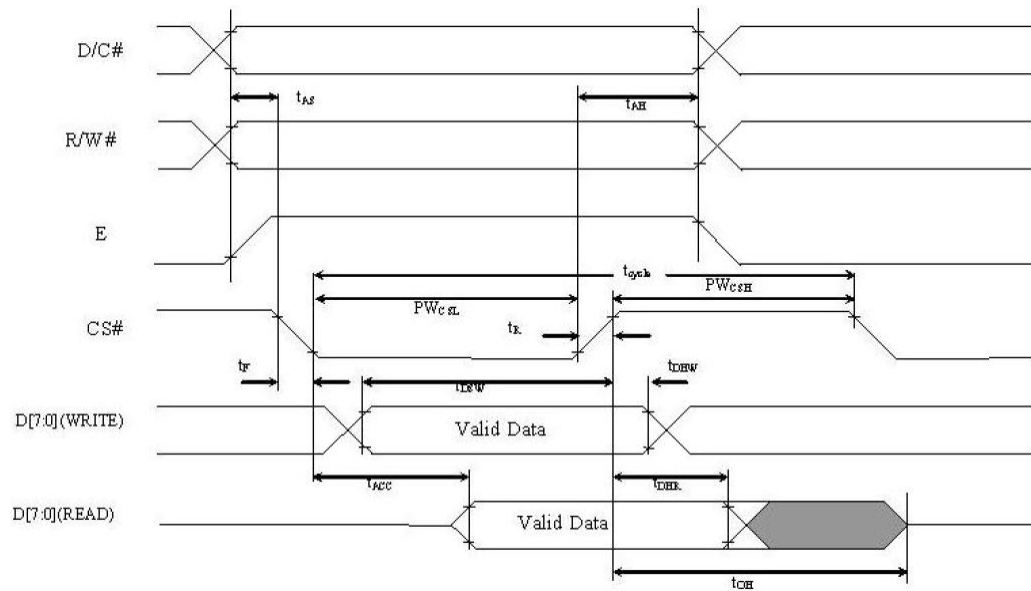 D/C#
tAS
tAH
R/W#
E
tcycle
PWCSL
PWCSH
CS#
tR
tF
tDSW
tDHW
D[7:0](WRITE)
Valid Data
tACC
tDHR
D[7:0](READ)
Valid Data
tOH